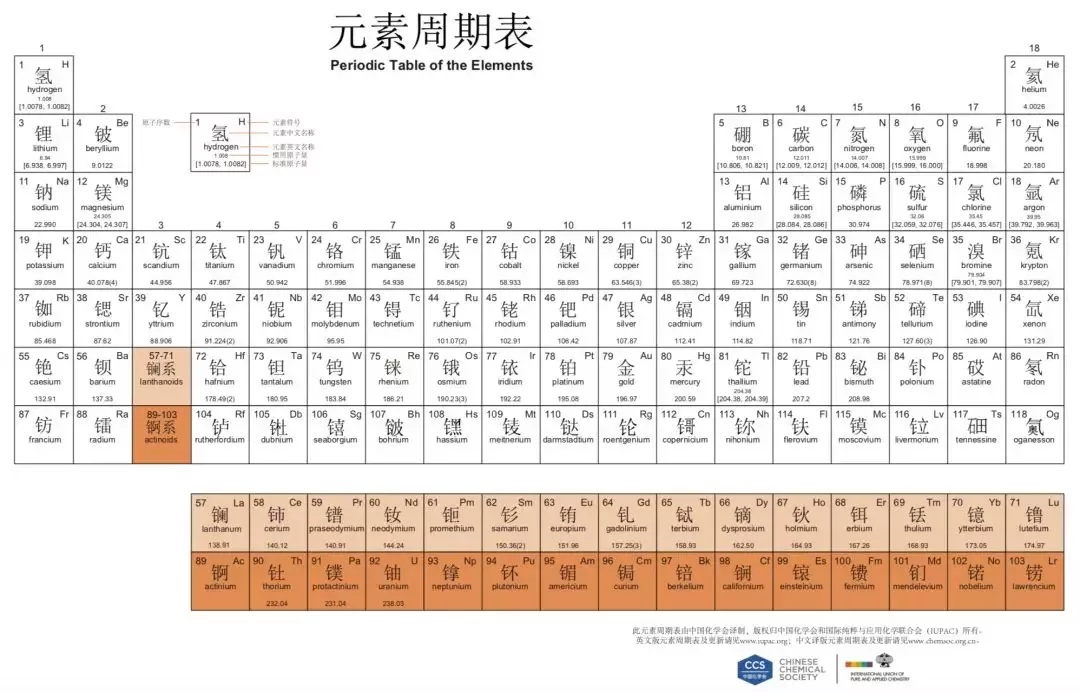 元素周期表
Periodic Table of the Elements
1
18
1 H
氢
hydrogen
1.008
[1.0078, 1.0082]
2 He
氦
helium
4.0026
原子序数
1 H
氢
hydrogen
1.008
[1.0078, 1.0082]
元素符号
元素中文名称
元素英文名称
惯用原子量
标准原子量
2 13 14 15 16 17
3 Li 4 Be 5 B 6 C 7 N 8 O 9 F 10 Ne
锂 铍 硼 碳 氮 氧 氟 氖
lithium beryllium boron carbon nitrogen oxygen fluorine neon
6.94 10.81 12.011 14.007 15.999
[6.938, 6.997] 9.0122 [10.806, 10.821] [12.009, 12.012] [14.006, 14.008] [15.999, 16.000] 18.998 20.180
11 Na 12 Mg 13 Al 14 Si 15 P 16 S 17 Cl 18 Ar
钠 镁 铝 硅 磷 硫 氯 氩
sodium magnesium aluminium silicon phosphorus sulfur chlorine argon
24.305 28.085 32.06 35.45 39.95
22.990 [24.304, 24.307] 26.982 [28.084, 28.086] 30.974 [32.059, 32.076] [35.446, 35.457] [39.792, 39.963]
3 4 5 6 7 8 9 10 11 12
19 K 20 Ca 21 Sc 22 Ti 23 V 24 Cr 25 Mn 26 Fe 27 Co 28 Ni 29 Cu 30 Zn 31 Ga 32 Ge 33 As 34 Se 35 Br 36 Kr
钾 钙 钪 钛 钒 铬 锰 铁 钴 镍 铜 锌 镓 锗 砷 硒 溴 氪
potassium calcium scandium titanium vanadium chromium manganese iron cobalt nickel copper zinc gallium germanium arsenic selenium bromine krypton
79.904
39.098 40.078(4) 44.956 47.867 50.942 51.996 54.938 55.845(2) 58.933 58.693 63.546(3) 65.38(2) 69.723 72.630(8) 74.922 78.971(8) [79.901, 79.907] 83.798(2)
37 Rb 38 Sr 39 Y 40 Zr 41 Nb 42 Mo 43 Tc 44 Ru 45 Rh 46 Pd 47 Ag 48 Cd 49 In 50 Sn 51 Sb 52 Te 53 I 54 Xe
铷 锶 钇 锆 铌 钼 锝 钌 铑 钯 银 镉 铟 锡 锑 碲 碘 氙
rubidium strontium yttrium zirconium niobium molybdenum technetium ruthenium rhodium palladium silver cadmium indium tin antimony tellurium iodine xenon
85.468 87.62 88.906 91.224(2) 92.906 95.95 101.07(2) 102.91 106.42 107.87 112.41 114.82 118.71 121.76 127.60(3) 126.90 131.29
55 Cs 56 Ba 57-71 72 Hf 73 Ta 74 W 75 Re 76 Os 77 Ir 78 Pt 79 Au 80 Hg 81 Tl 82 Pb 83 Bi 84 Po 85 At 86 Rn
铯 钡 镧系 铪 钽 钨 铼 锇 铱 铂 金 汞 铊 铅 铋 钋 砹 氡
caesium barium lanthanoids hafnium tantalum tungsten rhenium osmium iridium platinum gold mercury thallium lead bismuth polonium astatine radon
204.38
132.91 137.33 178.49(2) 180.95 183.84 186.21 190.23(3) 192.22 195.08 196.97 200.59 [204.38, 204.39] 207.2 208.98
87 Fr 88 Ra 89-103 104 Rf 105 Db 106 Sg 107 Bh 108 Hs 109 Mt 110 Ds 111 Rg 112 Cn 113 Nh 114 Fl 115 Mc 116 Lv 117 Ts 118 Og
钫 镭 锕系 𬬻 𬭊 𬭳 𬭛 𬭶 鿏 𫟼 𬬭 鿔 鿭 𫓧 镆 𫟷 鿬 鿫
francium radium actinoids rutherfordium dubnium seaborgium bohrium hassium meitnerium darmstadtium roentgenium copernicium nihonium flerovium moscovium livermorium tennessine oganesson
57 La 58 Ce 59 Pr 60 Nd 61 Pm 62 Sm 63 Eu 64 Gd 65 Tb 66 Dy 67 Ho 68 Er 69 Tm 70 Yb 71 Lu
镧 铈 镨 钕 钷 钐 铕 钆 铽 镝 钬 铒 铥 镱 镥
lanthanum cerium praseodymium neodymium promethium samarium europium gadolinium terbium dysprosium holmium erbium thulium ytterbium lutetium
138.91 140.12 140.91 144.24 150.36(2) 151.96 157.25(3) 158.93 162.50 164.93 167.26 168.93 173.05 174.97
89 Ac 90 Th 91 Pa 92 U 93 Np 94 Pu 95 Am 96 Cm 97 Bk 98 Cf 99 Es 100 Fm 101 Md 102 No 103 Lr
锕 钍 镤 铀 镎 钚 镅 锔 锫 锎 锿 镄 钔 锘 铹
actinium thorium protactinium uranium neptunium plutonium americium curium berkelium californium einsteinium fermium mendelevium nobelium lawrencium
232.04 231.04 238.03
此元素周期表由中国化学会译制，版权归中国化学会和国际纯粹与应用化学联合会（IUPAC）所有。
英文版元素周期表及更新请见www.iupac.org；中文译版元素周期表及更新请见www.chemsoc.org.cn。
CCS
中国化学会
CHINESE
CHEMICAL
SOCIETY
INTERNATIONAL UNION OF
PURE AND APPLIED CHEMISTRY